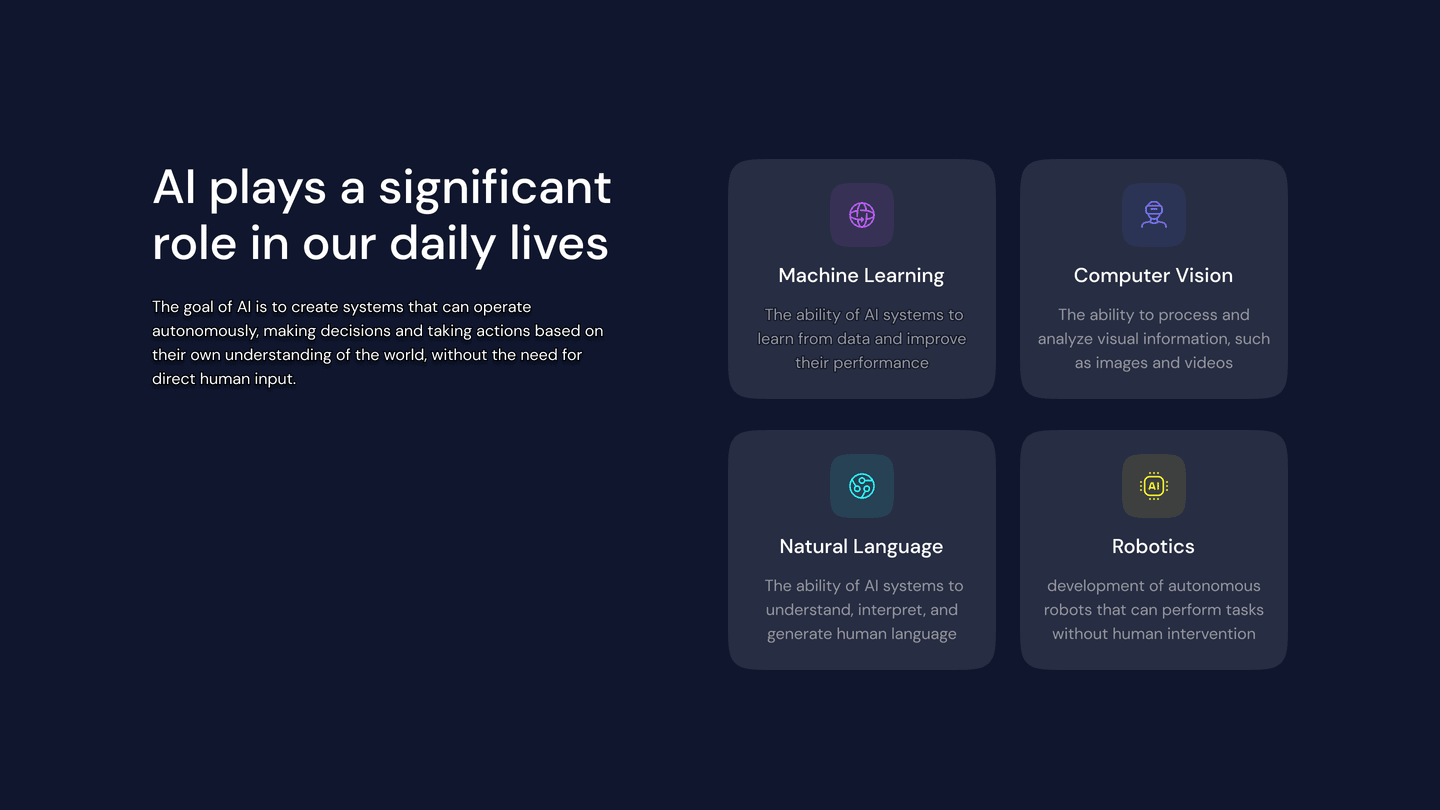 AI plays a significant
role in our daily lives
The goal of AI is to create systems that can operate
autonomously, making decisions and taking actions based on
their own understanding of the world, without the need for
direct human input.
Machine Learning
The ability of AI systems to
learn from data and improve
their performance
Computer Vision
The ability to process and
analyze visual information, such
as images and videos
Natural Language
The ability of AI systems to
understand, interpret, and
generate human language
Ai
Robotics
development of autonomous
robots that can perform tasks
without human intervention